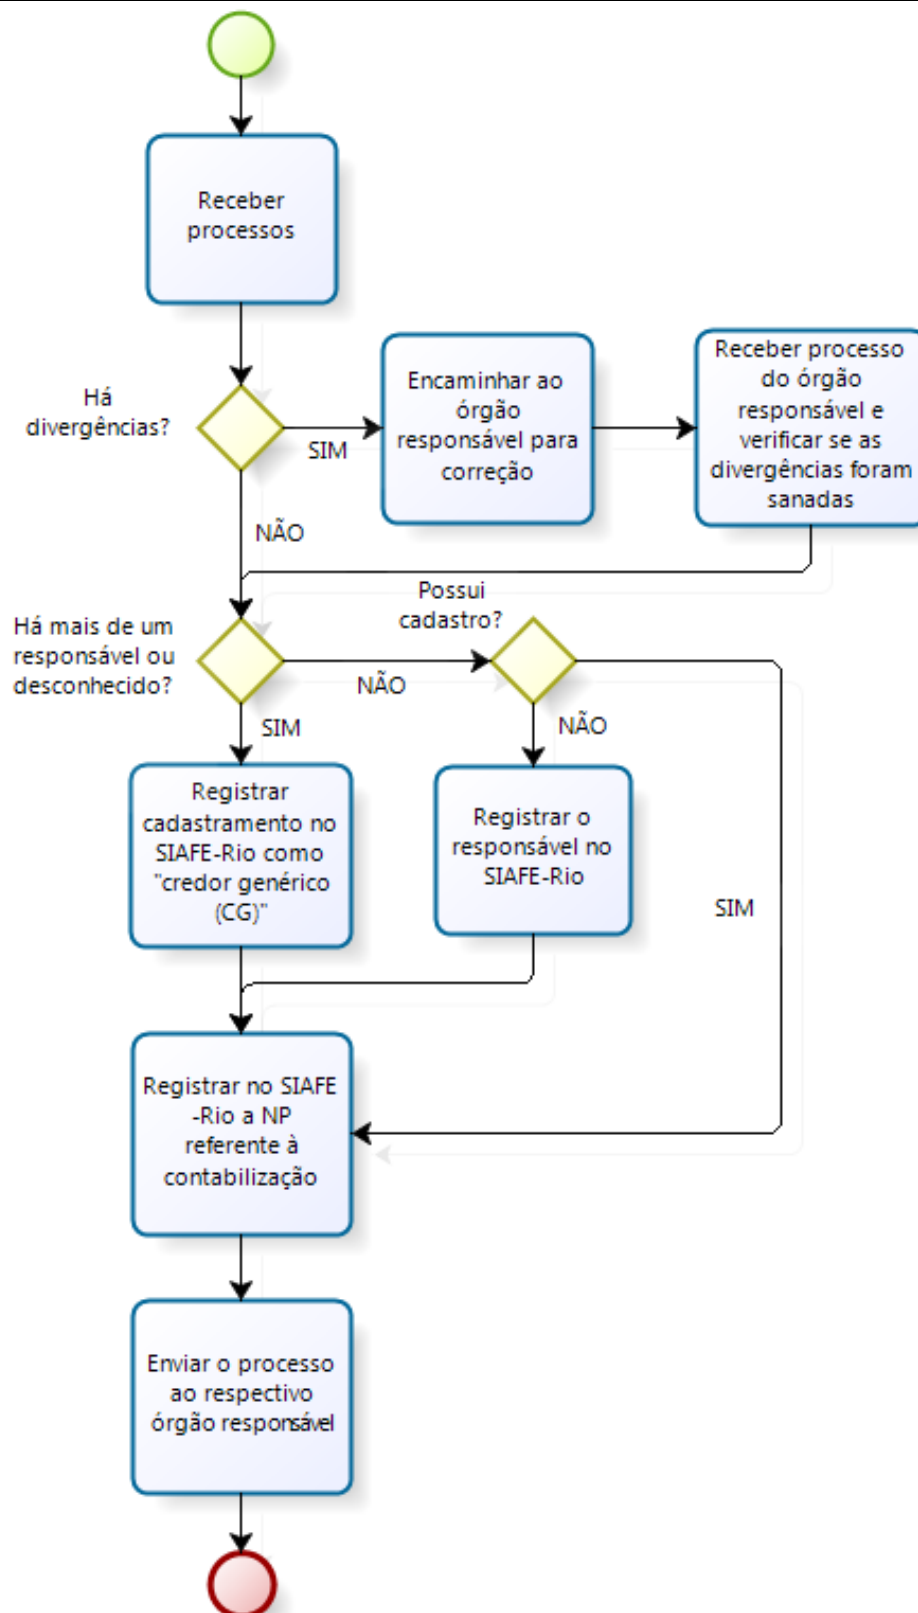 Receber
processos
Há
divergências?
SIM
Encaminhar ao
órgão
responsável para
correção
Receber processo
do órgão
responsável e
verificar se as
divergências foram
sanadas
NÃO
Há mais de um
responsável ou
desconhecido?
NÃO
Possui
cadastro?
SIM
NÃO
Registrar
cadastramento no
SIAFE-Rio como
"credor genérico
(CG)"
Registrar o
responsável no
SIAFE-Rio
SIM
Registrar no SIAFE
-Rio a NP
referente à
contabilização
Enviar o processo
ao respectivo
órgão responsável